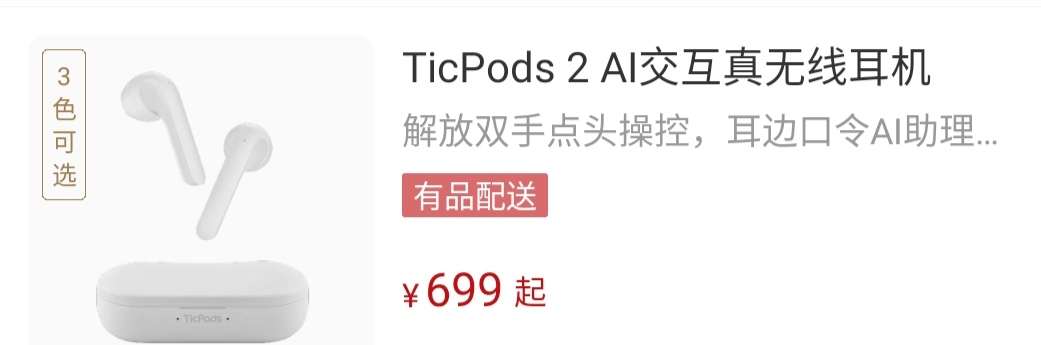 3
色
可
选
TicPods 2 AI交互真无线耳机
解放双手点头操控，耳边口令AI助理...
有品配送
¥699 起
• TicPods •